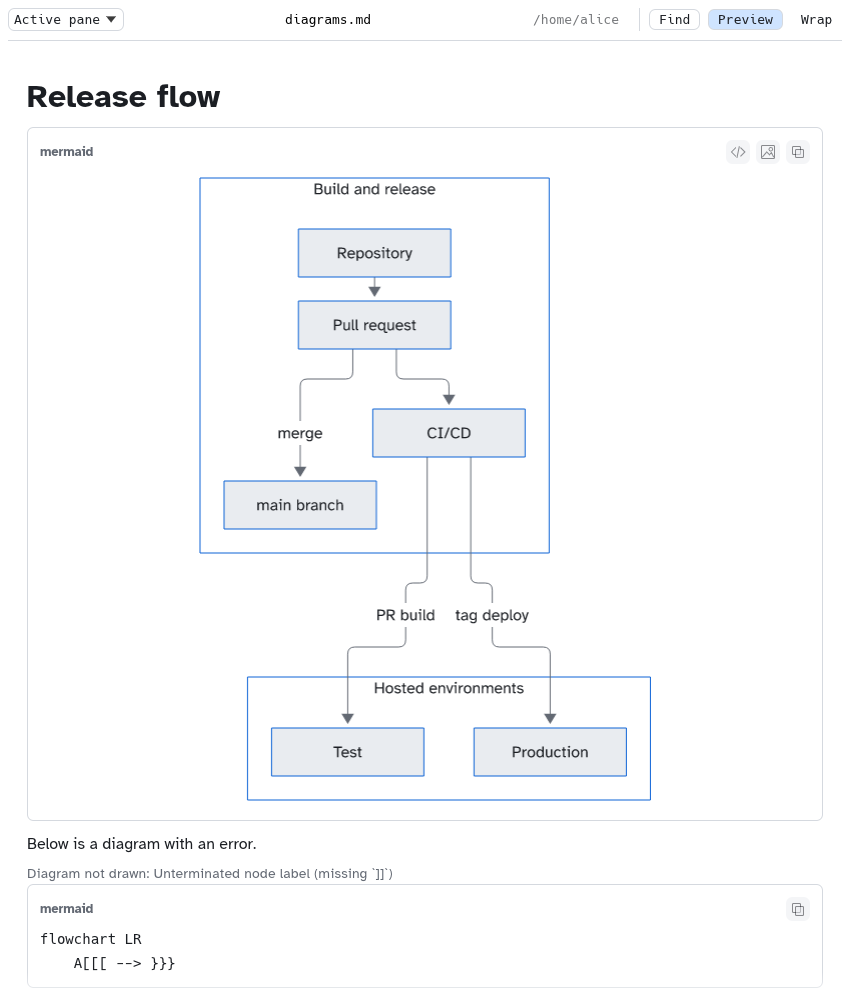 Active pane diagrams.md /home/alice Find Preview Wrap
Release flow
mermaid
Build and release
Repository
Pull request
merge
CI/CD
main branch
PR build
tag deploy
Hosted environments
Test
Production
Below is a diagram with an error.
Diagram not drawn: Unterminated node label (missing `]]`)
mermaid
flowchart LR
    A[[[ --> }}}